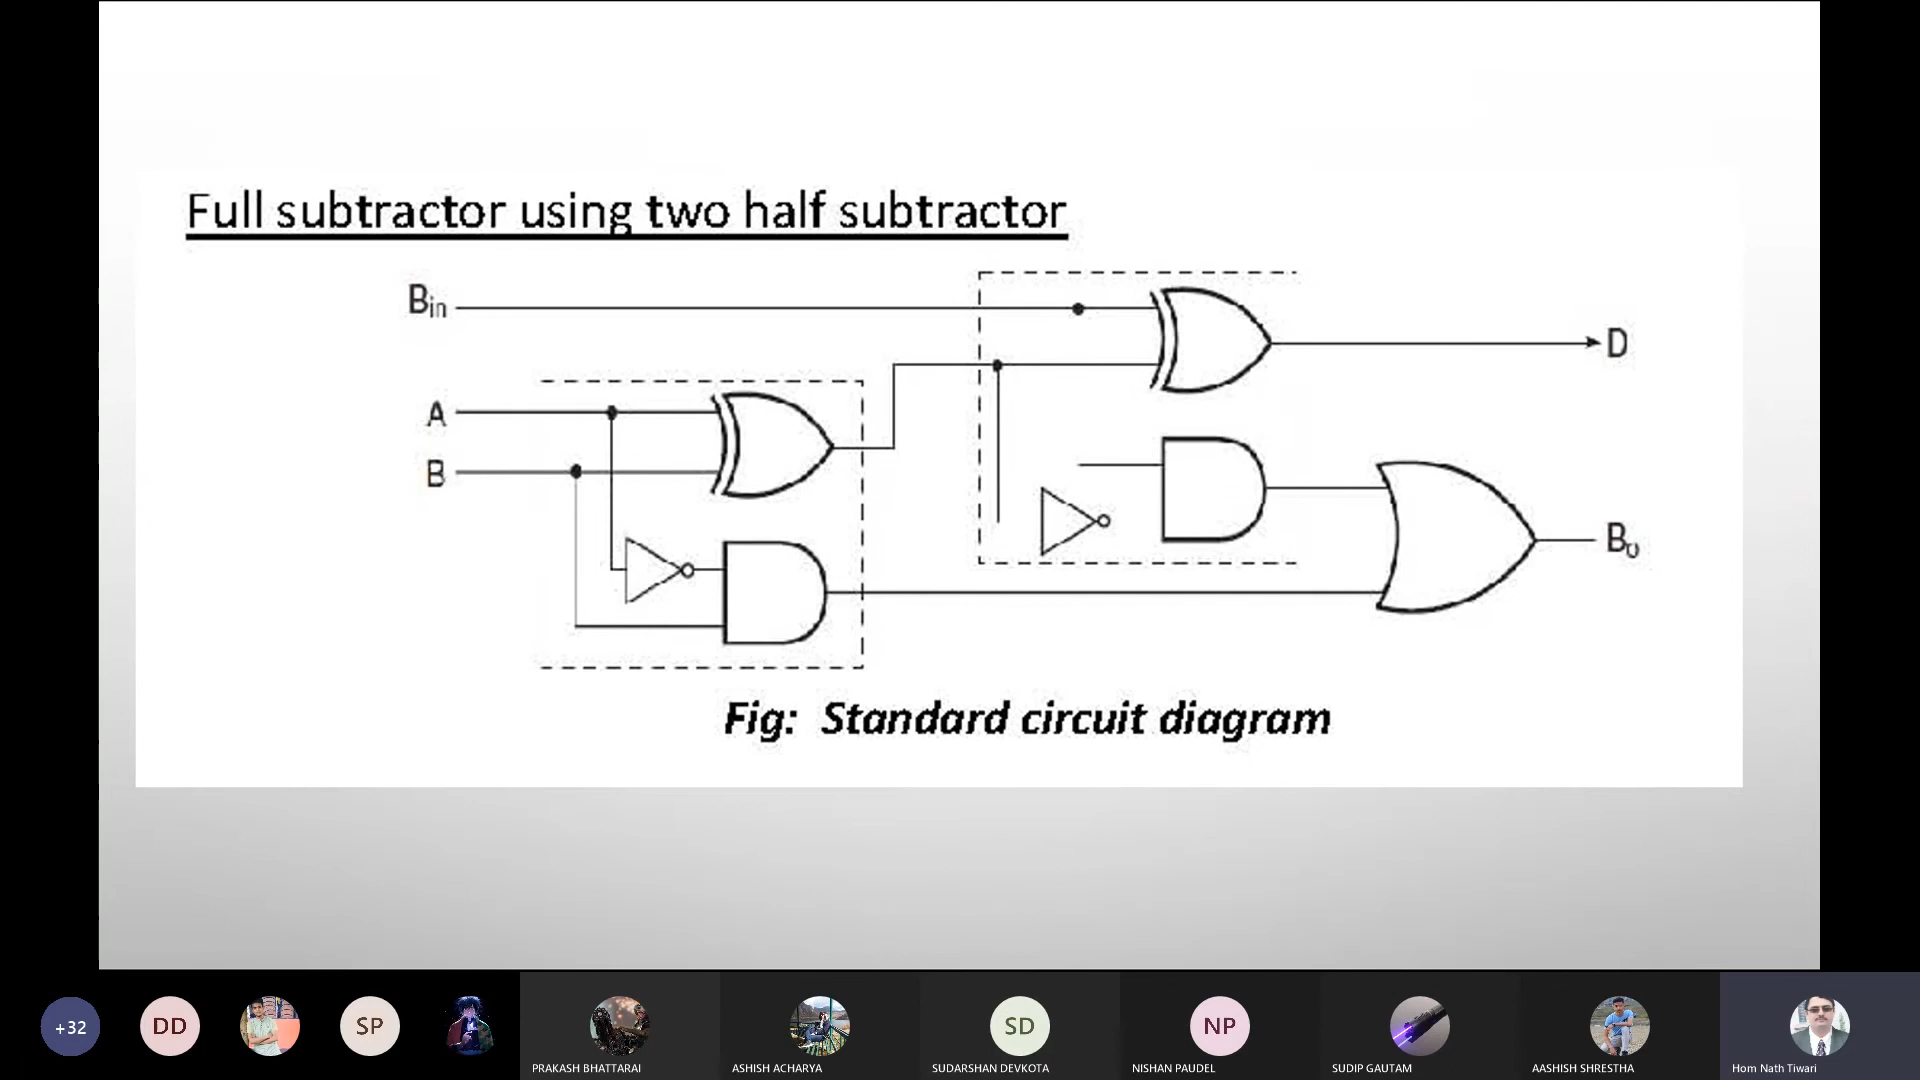 Full subtractor using two half subtractor
Bin
D
A
B
Bo
Fig: Standard circuit diagram
+32
DD
SP
SD
NP
PRAKASH BHATTARAI
ASHISH ACHARYA
SUDARSHAN DEVKOTA
NISHAN PAUDEL
SUDIP GAUTAM
AASHISH SHRESTHA
Hom Nath Tiwari